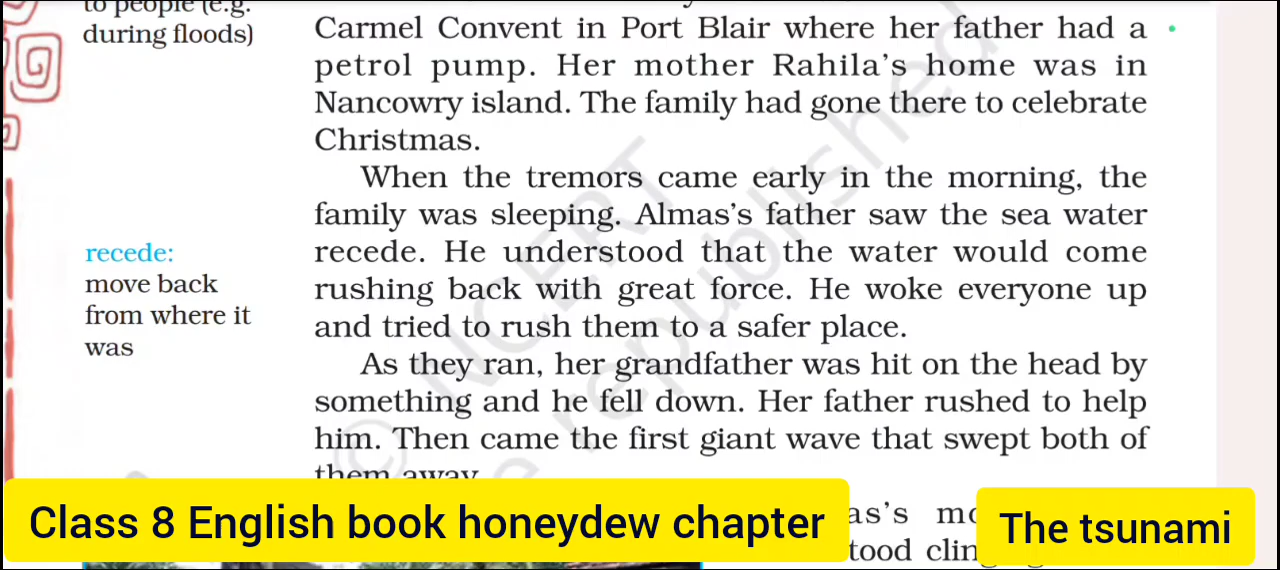 to people (e.g.
during floods)
Carmel Convent in Port Blair where her father had a
petrol pump. Her mother Rahila's home was in
Nancowry island. The family had gone there to celebrate
Christmas.
When the tremors came early in the morning, the
family was sleeping. Almas's father saw the sea water
recede. He understood that the water would come
rushing back with great force. He woke everyone up
and tried to rush them to a safer place.
recede:
move back
from where it
was
As they ran, her grandfather was hit on the head by
something and he fell down. Her father rushed to help
him. Then came the first giant wave that swept both of
them away.
© NCERT
republished
Class 8 English book honeydew chapter
The tsunami